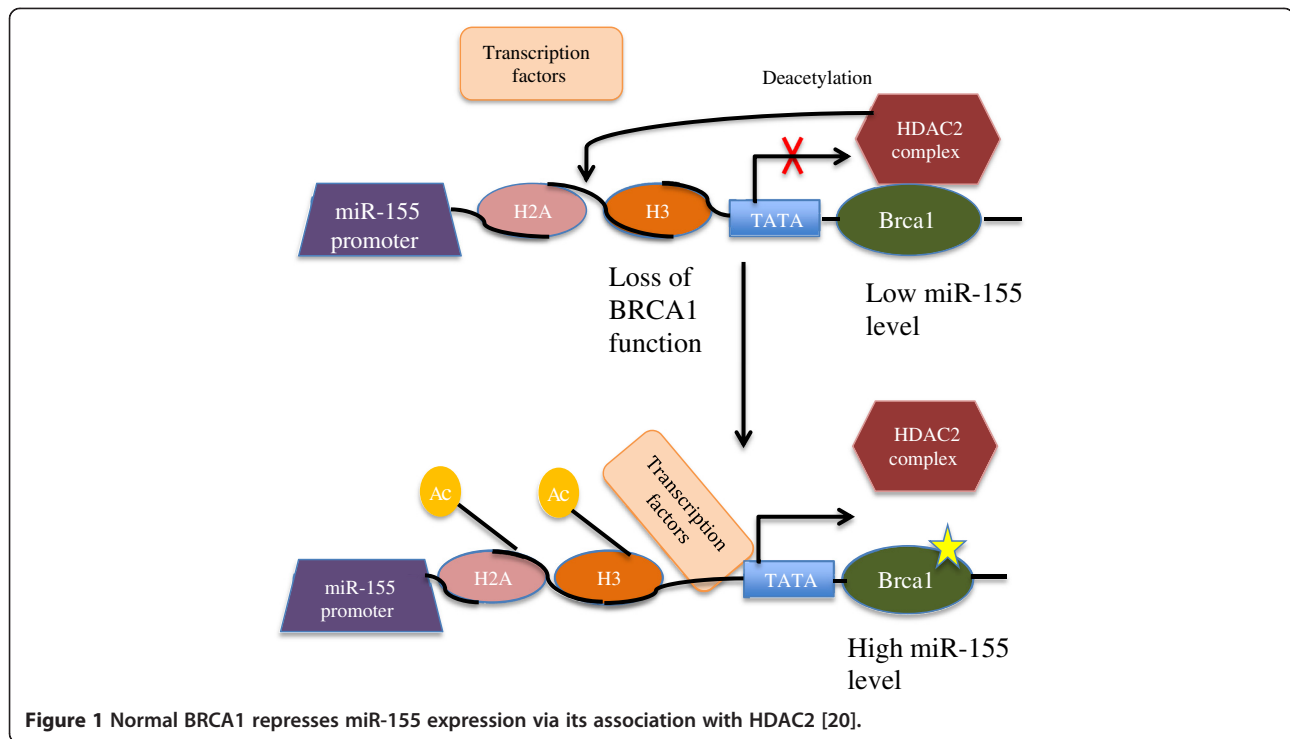 Transcription
factors
Deacetylation
HDAC2
complex
miR-155
promoter
H2A
H3
TATA
Brca1
Loss of
BRCA1
function
Low miR-155
level
HDAC2
complex
Transcription
factors
Ac
Ac
miR-155
promoter
H2A
H3
TATA
Brca1
High miR-155
level
Figure 1 Normal BRCA1 represses miR-155 expression via its association with HDAC2 [20].